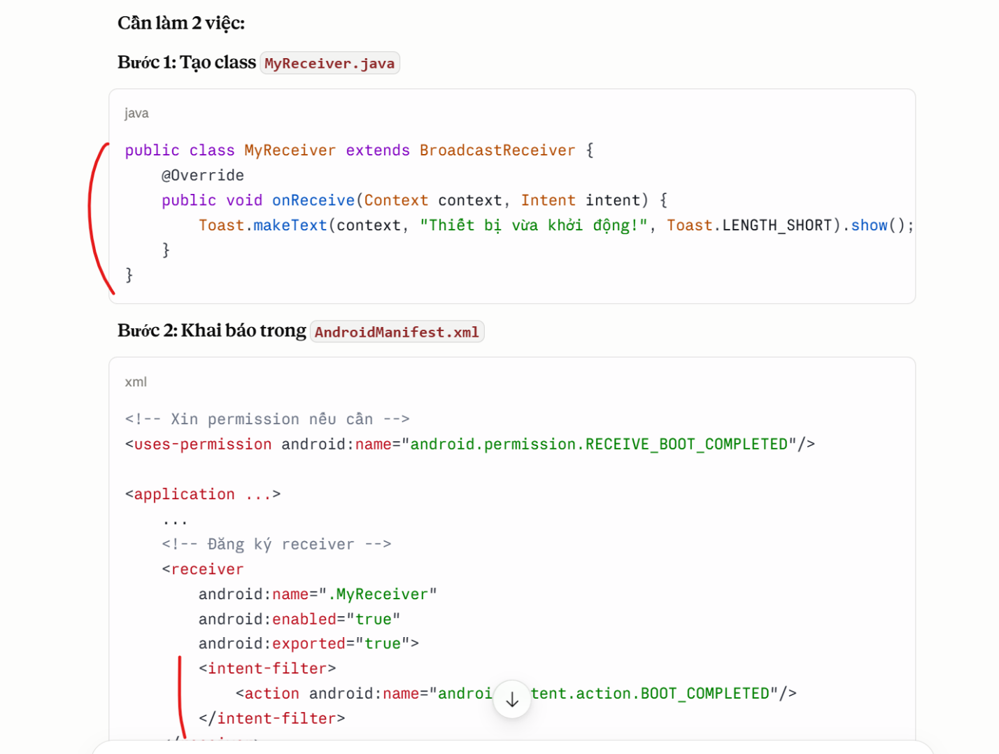 Cần làm 2 việc:
Bước 1: Tạo class MyReceiver.java
java
public class MyReceiver extends BroadcastReceiver {
    @Override
    public void onReceive(Context context, Intent intent) {
        Toast.makeText(context, "Thiết bị vừa khởi động!", Toast.LENGTH_SHORT).show();
    }
}
Bước 2: Khai báo trong AndroidManifest.xml
xml
<!-- Xin permission nếu cần -->
<uses-permission android:name="android.permission.RECEIVE_BOOT_COMPLETED"/>
<application ...>
    ...
    <!-- Đăng ký receiver -->
    <receiver
        android:name=".MyReceiver"
        android:enabled="true"
        android:exported="true">
        <intent-filter>
            <action android:name="androi tent.action.BOOT_COMPLETED"/>
        </intent-filter>